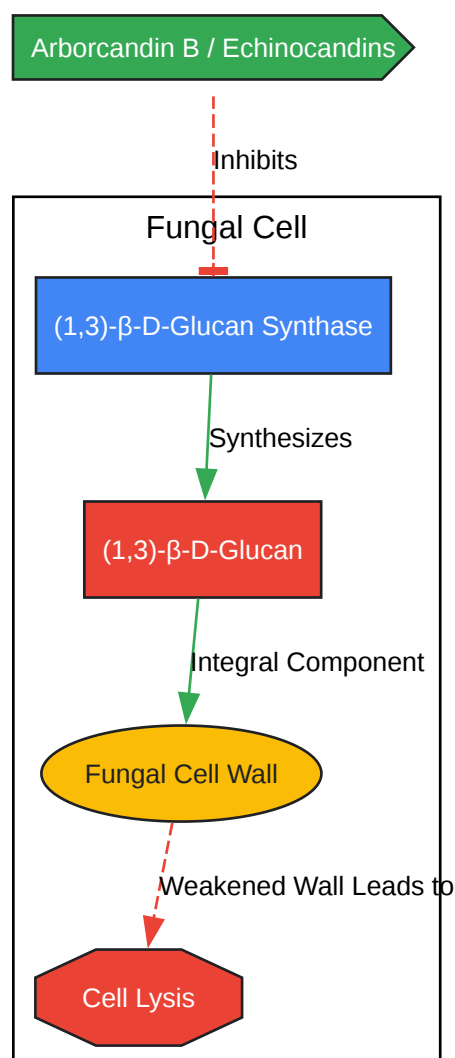 Arborcandin B / Echinocandins
Inhibits
Fungal Cell
(1,3)-β-D-Glucan Synthase
Synthesizes
(1,3)-β-D-Glucan
Integral Component
Fungal Cell Wall
Weakened Wall Leads to
Cell Lysis